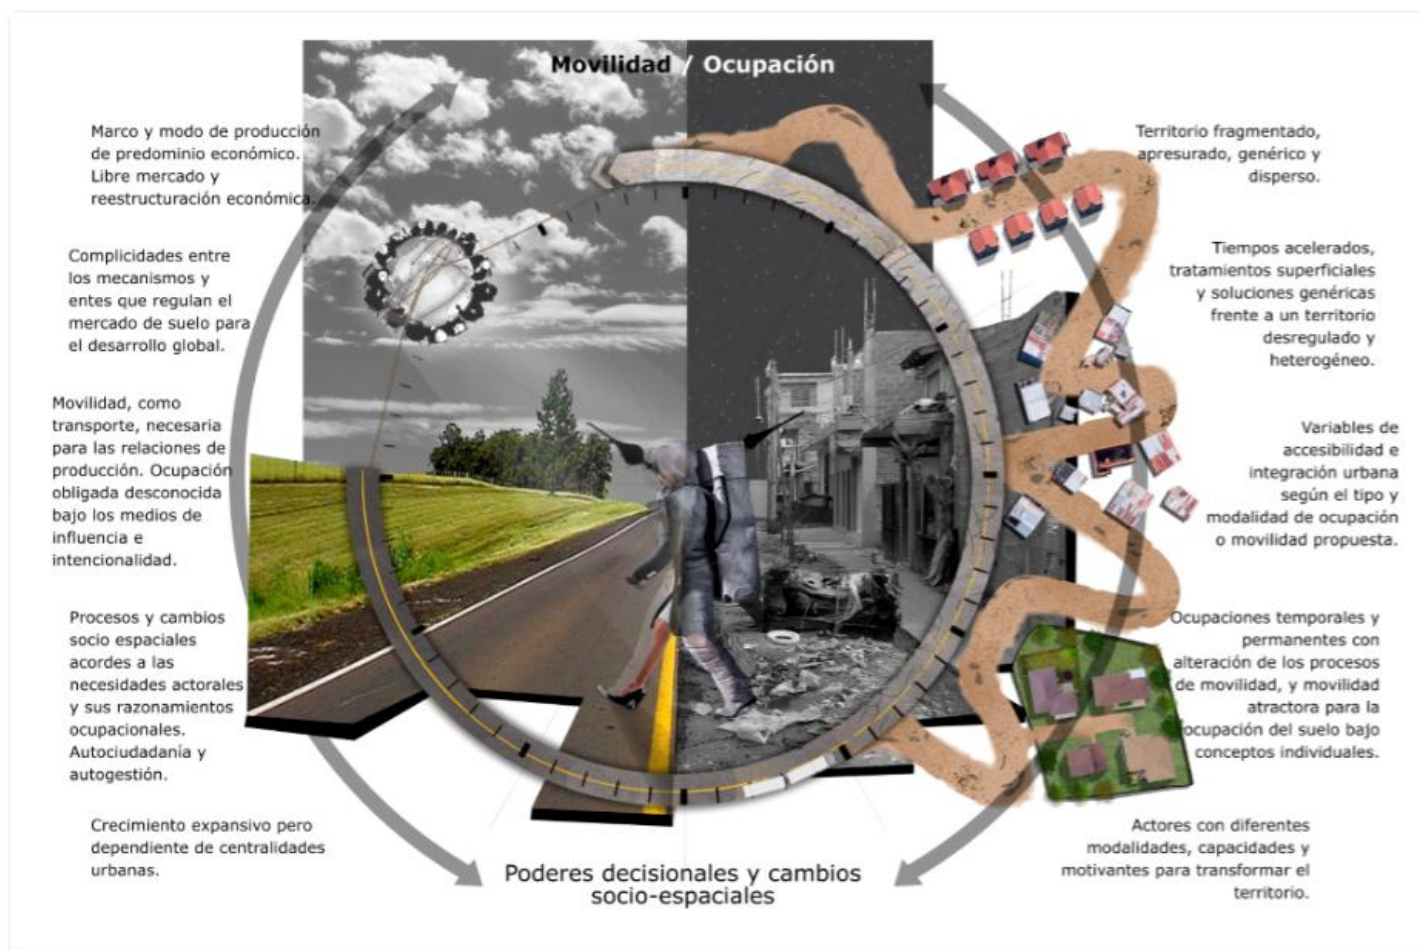 Movilidad / Ocupación
Marco y modo de producción
de predominio económico.
Libre mercado y
reestructuración económica.
Complicidades entre
los mecanismos y
entes que regulan el
mercado de suelo para
el desarrollo global.
Movilidad, como
transporte, necesaria
para las relaciones de
producción. Ocupación
obligada desconocida
bajo los medios de
influencia e
intencionalidad.
Procesos y cambios
socio espaciales
acordes a las
necesidades actorales
y sus razonamientos
ocupacionales.
Autociudadanía y
autogestión.
Crecimiento expansivo pero
dependiente de centralidades
urbanas.
Territorio fragmentado,
apresurado, genérico y
disperso.
Tiempos acelerados,
tratamientos superficiales
y soluciones genéricas
frente a un territorio
desregulado y
heterogéneo.
Variables de
accesibilidad e
integración urbana
según el tipo y
modalidad de ocupación
o movilidad propuesta.
Ocupaciones temporales y
permanentes con
alteración de los procesos
de movilidad, y movilidad
atractora para la
ocupación del suelo bajo
conceptos individuales.
Actores con diferentes
modalidades, capacidades y
motivantes para transformar el
territorio.
Poderes decisionales y cambios
socio-espaciales